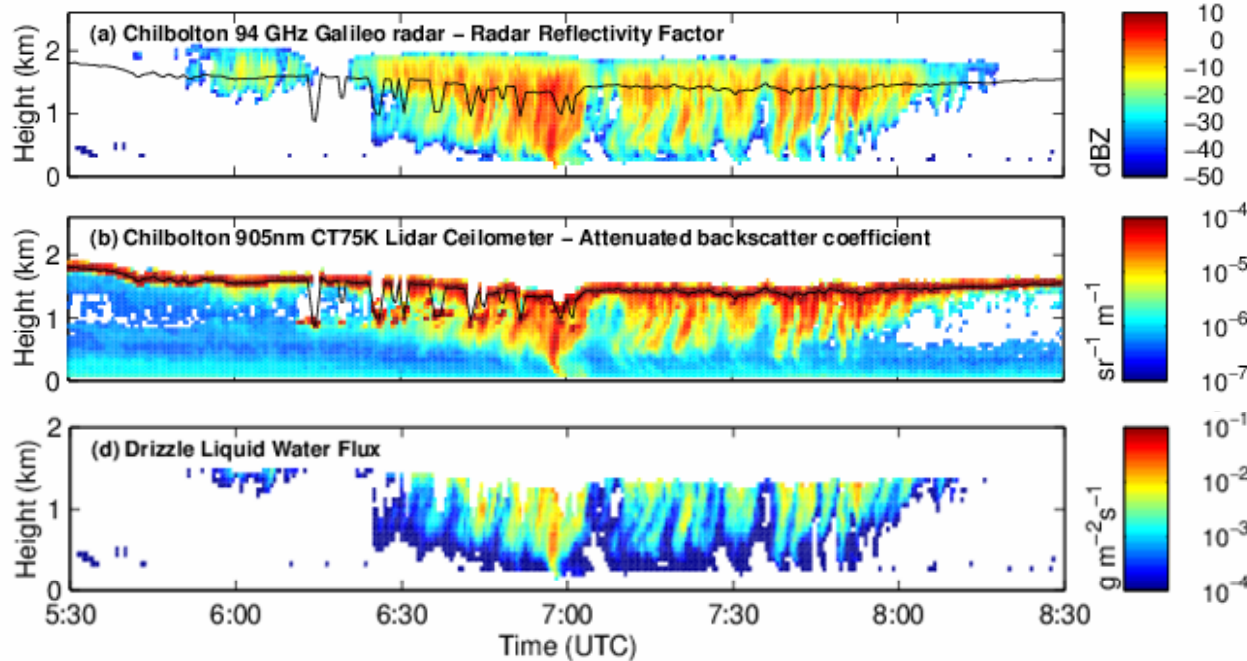 (a) Chilbolton 94 GHz Galileo radar – Radar Reflectivity Factor
Height (km)
2
1
0
10
0
−10
−20
−30
−40
−50
dBZ
(b) Chilbolton 905nm CT75K Lidar Ceilometer – Attenuated backscatter coefficient
Height (km)
2
1
0
10⁻⁴
10⁻⁵
10⁻⁶
10⁻⁷
sr⁻¹ m⁻¹
(d) Drizzle Liquid Water Flux
Height (km)
2
1
0
10⁻¹
10⁻²
10⁻³
10⁻⁴
g m⁻²s⁻¹
5:30 6:00 6:30 7:00 7:30 8:00 8:30
Time (UTC)